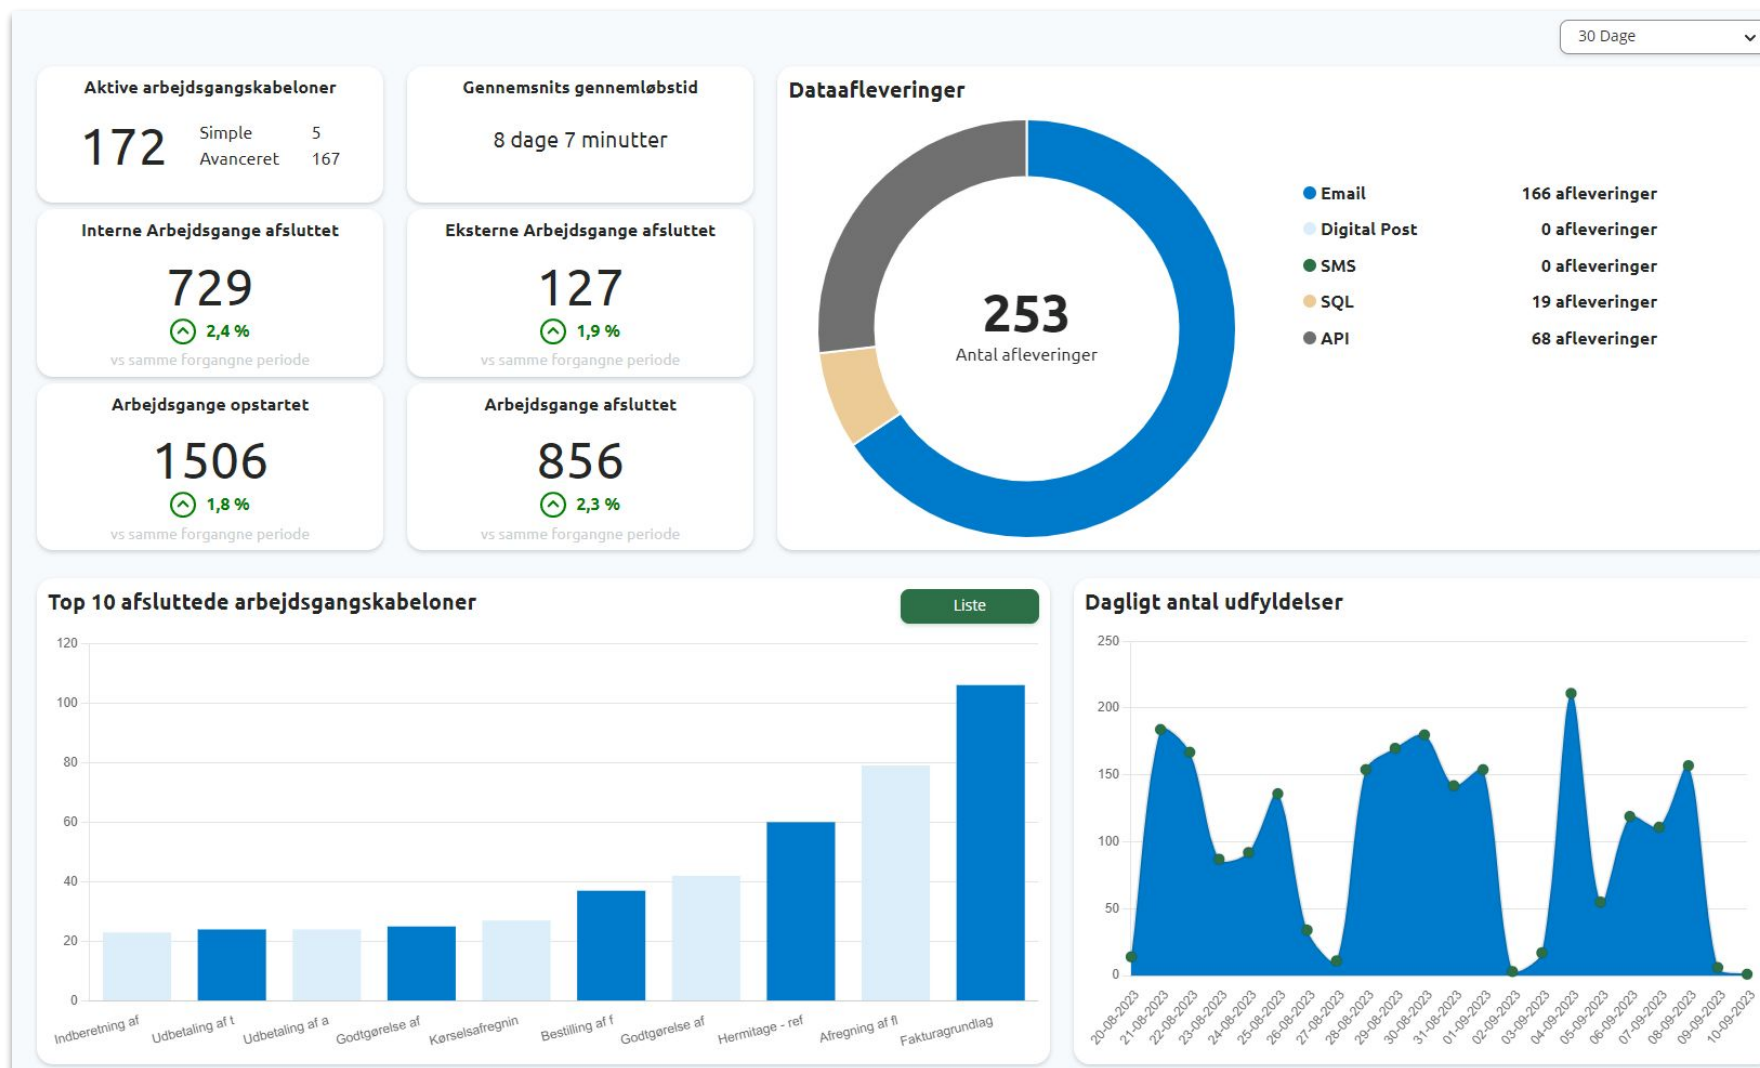 30 Dage
Aktive arbejdsgangskabeloner
172
Simple 5
Avanceret 167
Gennemsnits gennemløbstid
8 dage 7 minutter
Interne Arbejdsgange afsluttet
729
2,4 %
vs samme forgangne periode
Eksterne Arbejdsgange afsluttet
127
1,9 %
vs samme forgangne periode
Arbejdsgange opstartet
1506
1,8 %
vs samme forgangne periode
Arbejdsgange afsluttet
856
2,3 %
vs samme forgangne periode
Dataafleveringer
253
Antal afleveringer
Email 166 afleveringer
Digital Post 0 afleveringer
SMS 0 afleveringer
SQL 19 afleveringer
API 68 afleveringer
Top 10 afsluttede arbejdsgangskabeloner
Liste
120
100
80
60
40
20
0
Indberetning af
Udbetaling af t
Udbetaling af a
Godtgørelse af
Kørselsafregnin
Bestilling af f
Godtgørelse af
Hermitage - ref
Afregning af fl
Fakturagrundlag
Dagligt antal udfyldelser
250
200
150
100
50
0
20-08-2023
21-08-2023
22-08-2023
23-08-2023
24-08-2023
25-08-2023
26-08-2023
27-08-2023
28-08-2023
29-08-2023
30-08-2023
31-08-2023
01-09-2023
02-09-2023
03-09-2023
04-09-2023
05-09-2023
06-09-2023
07-09-2023
08-09-2023
09-09-2023
10-09-2023